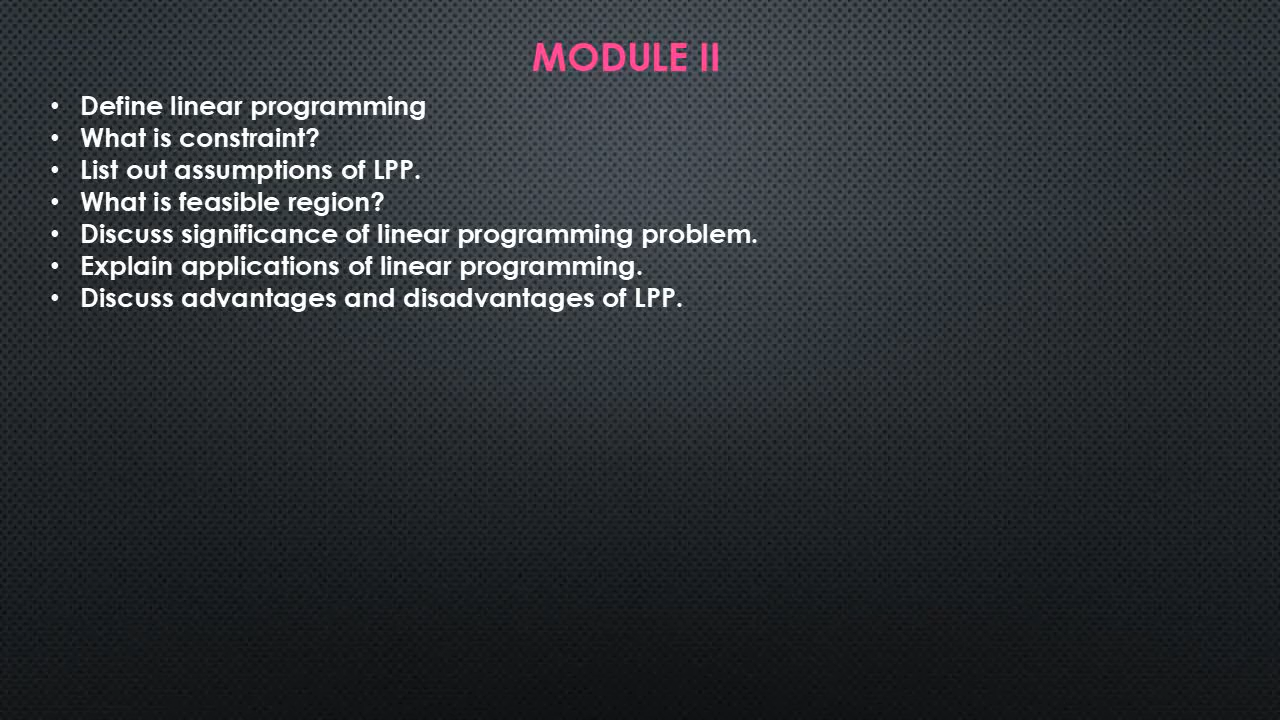 MODULE II
• Define linear programming
• What is constraint?
• List out assumptions of LPP.
• What is feasible region?
• Discuss significance of linear programming problem.
• Explain applications of linear programming.
• Discuss advantages and disadvantages of LPP.